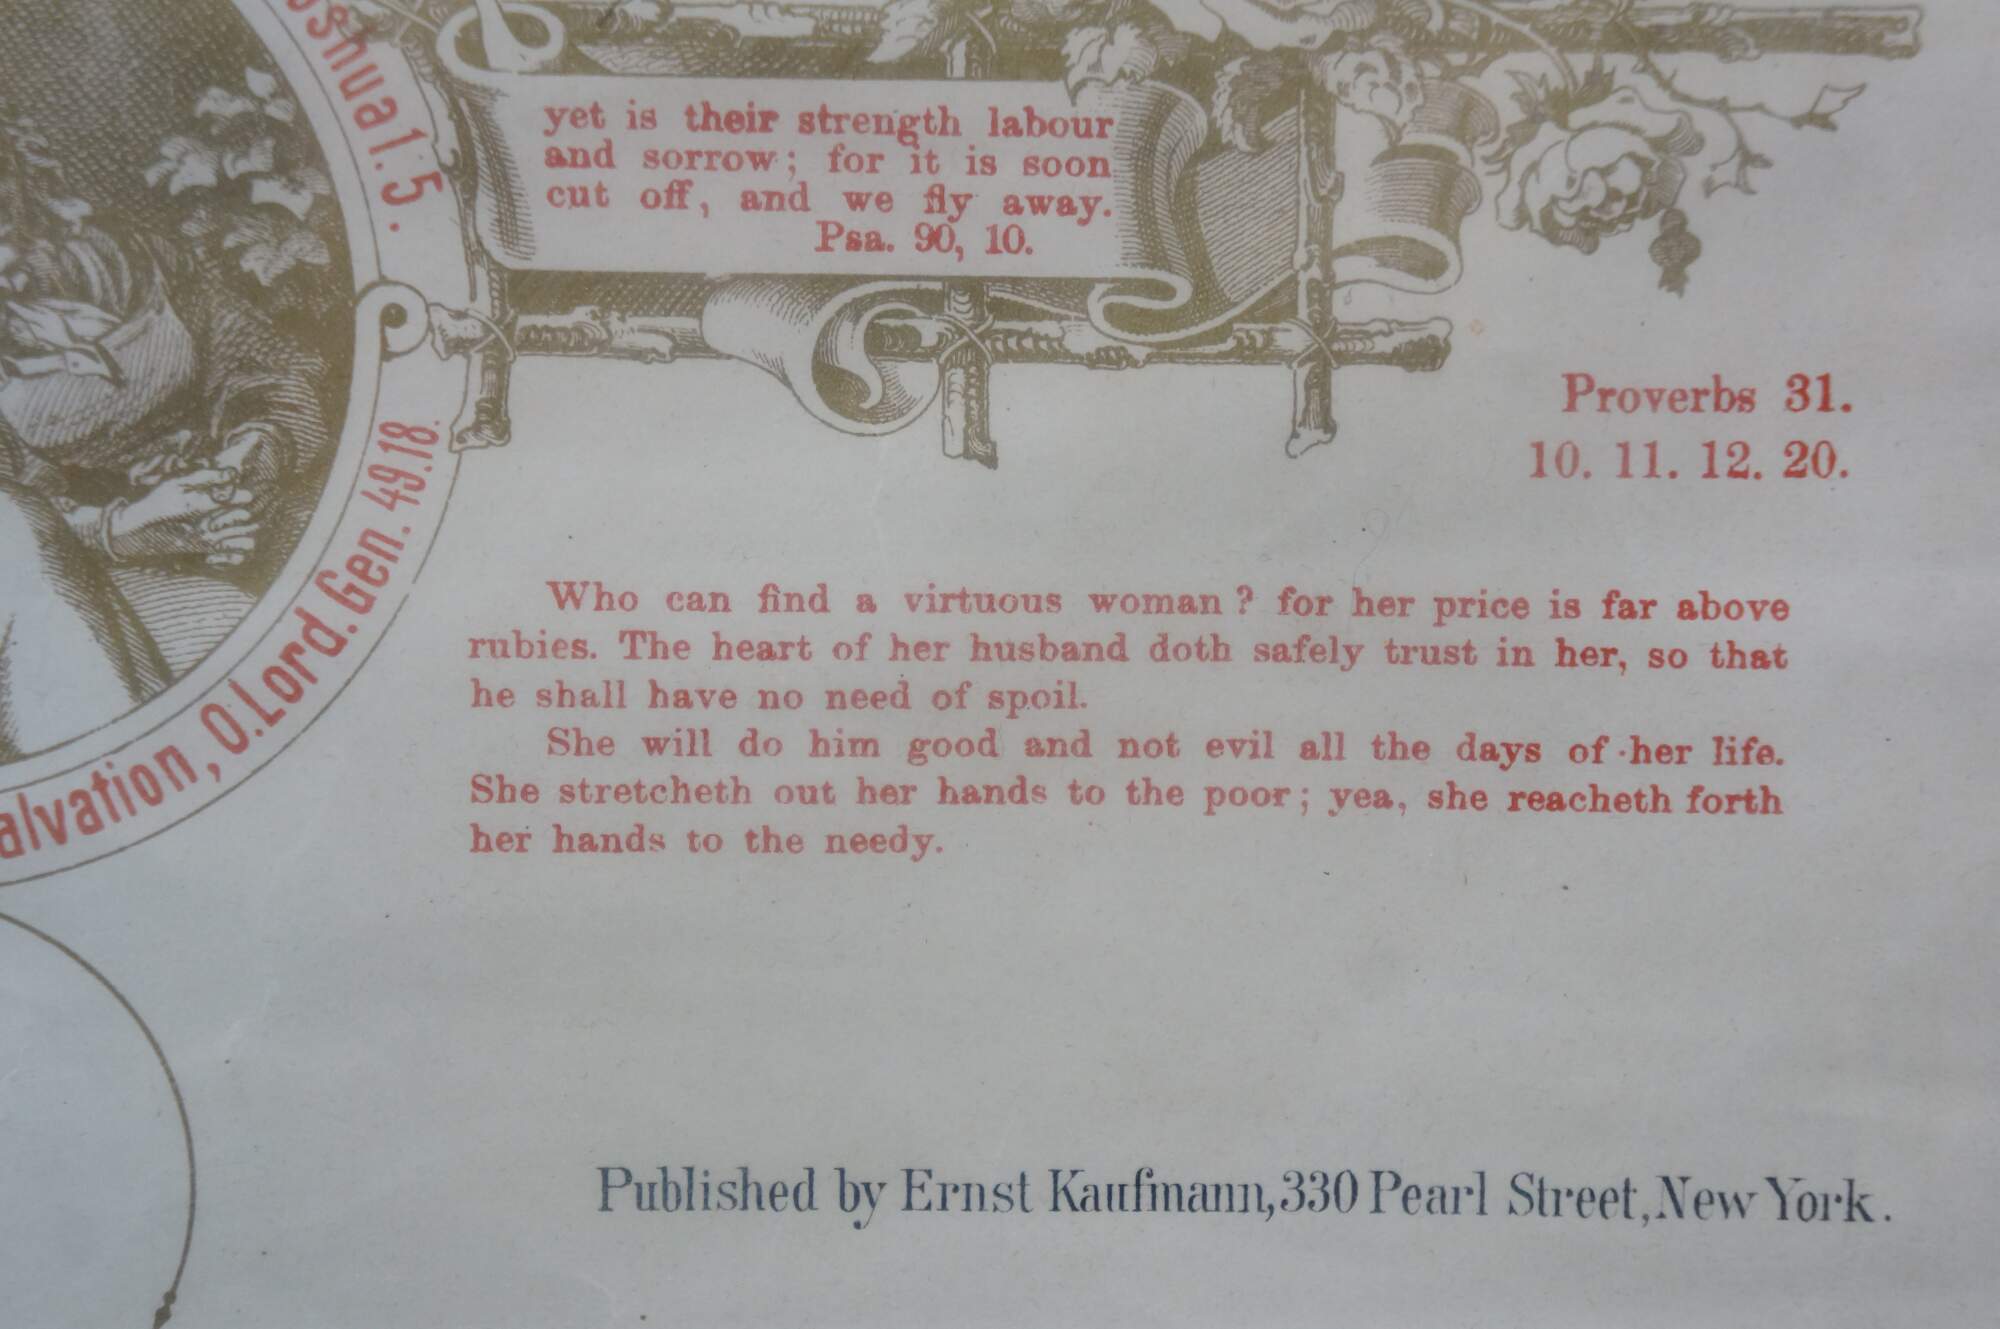 oshua 1. 5.
yet is their strength labour
and sorrow; for it is soon
cut off, and we fly away.
Psa. 90, 10.
alvation, O. Lord. Gen. 49.18.
Proverbs 31.
10. 11. 12. 20.
Who can find a virtuous woman? for her price is far above
rubies. The heart of her husband doth safely trust in her, so that
he shall have no need of spoil.
She will do him good and not evil all the days of her life.
She stretcheth out her hands to the poor; yea, she reacheth forth
her hands to the needy.
Published by Ernst Kaufmann, 330 Pearl Street, New York.